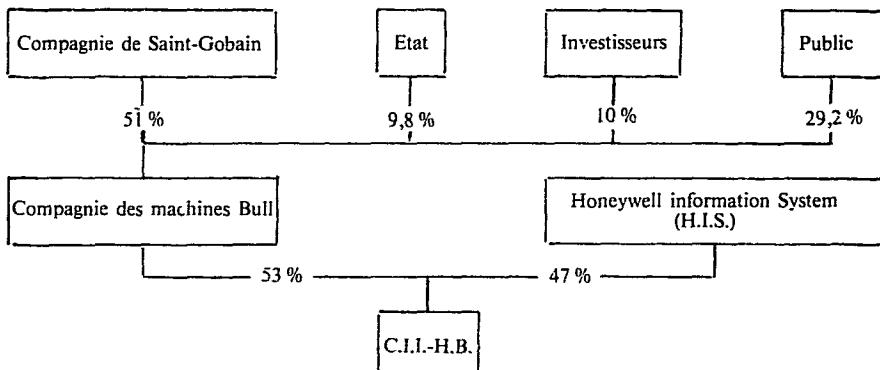 Compagnie de Saint-Gobain
Etat
Investisseurs
Public
51 %
9,8 %
10 %
29,2 %
Compagnie des machines Bull
Honeywell information System
(H.I.S.)
53 %
47 %
C.I.I.-H.B.